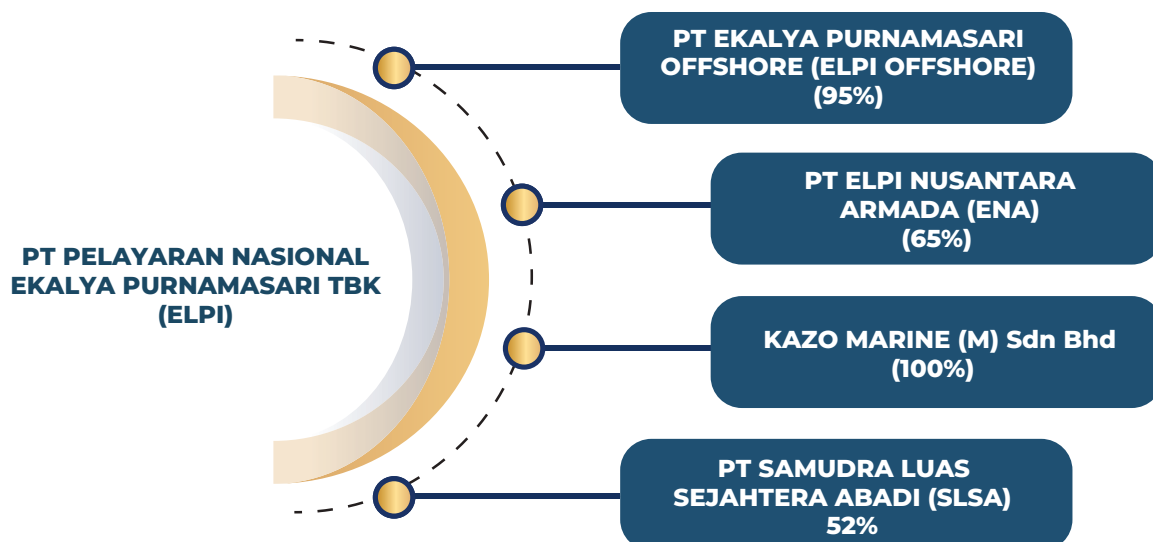 PT EKALYA PURNAMASARI
OFFSHORE (ELPI OFFSHORE)
(95%)
PT ELPI NUSANTARA
ARMADA (ENA)
(65%)
PT PELAYARAN NASIONAL
EKALYA PURNAMASARI TBK
(ELPI)
KAZO MARINE (M) Sdn Bhd
(100%)
PT SAMUDRA LUAS
SEJAHTERA ABADI (SLSA)
52%